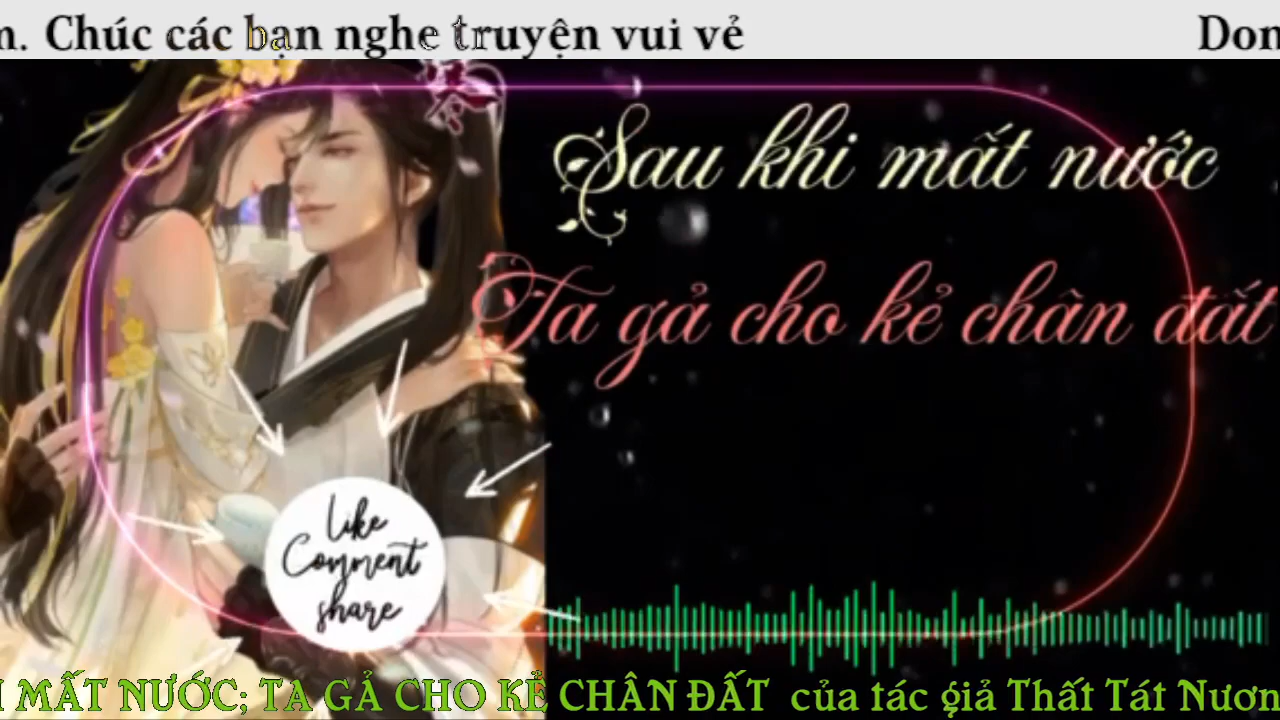 n. Chúc các bạn nghe truyện vui vẻ Don
Sau khi mất nước
Ta gả cho kẻ chân đất
like
Comment
share
MẤT NƯỚC; TA GẢ CHO KẺ CHÂN ĐẤT của tác giả Thất Tát Nươn